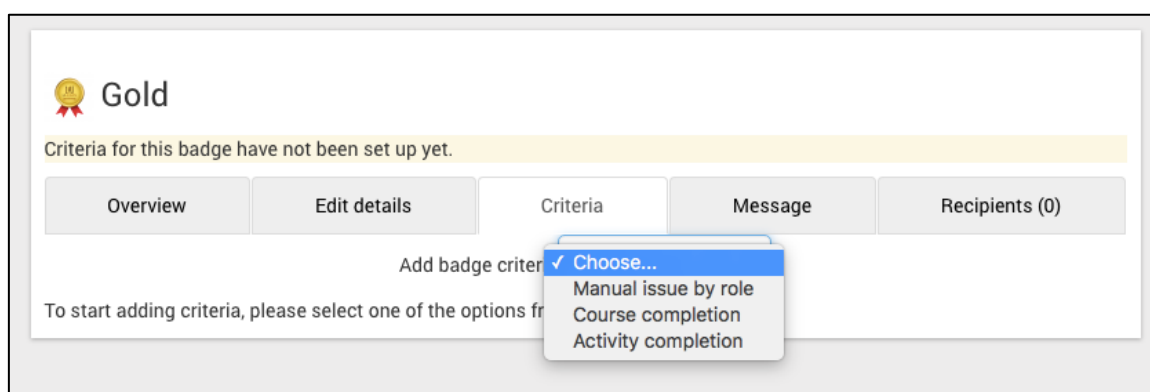 Gold
Criteria for this badge have not been set up yet.
Overview Edit details Criteria Message Recipients (0)
Add badge criter ✓ Choose...
Manual issue by role
To start adding criteria, please select one of the options fr
Course completion
Activity completion